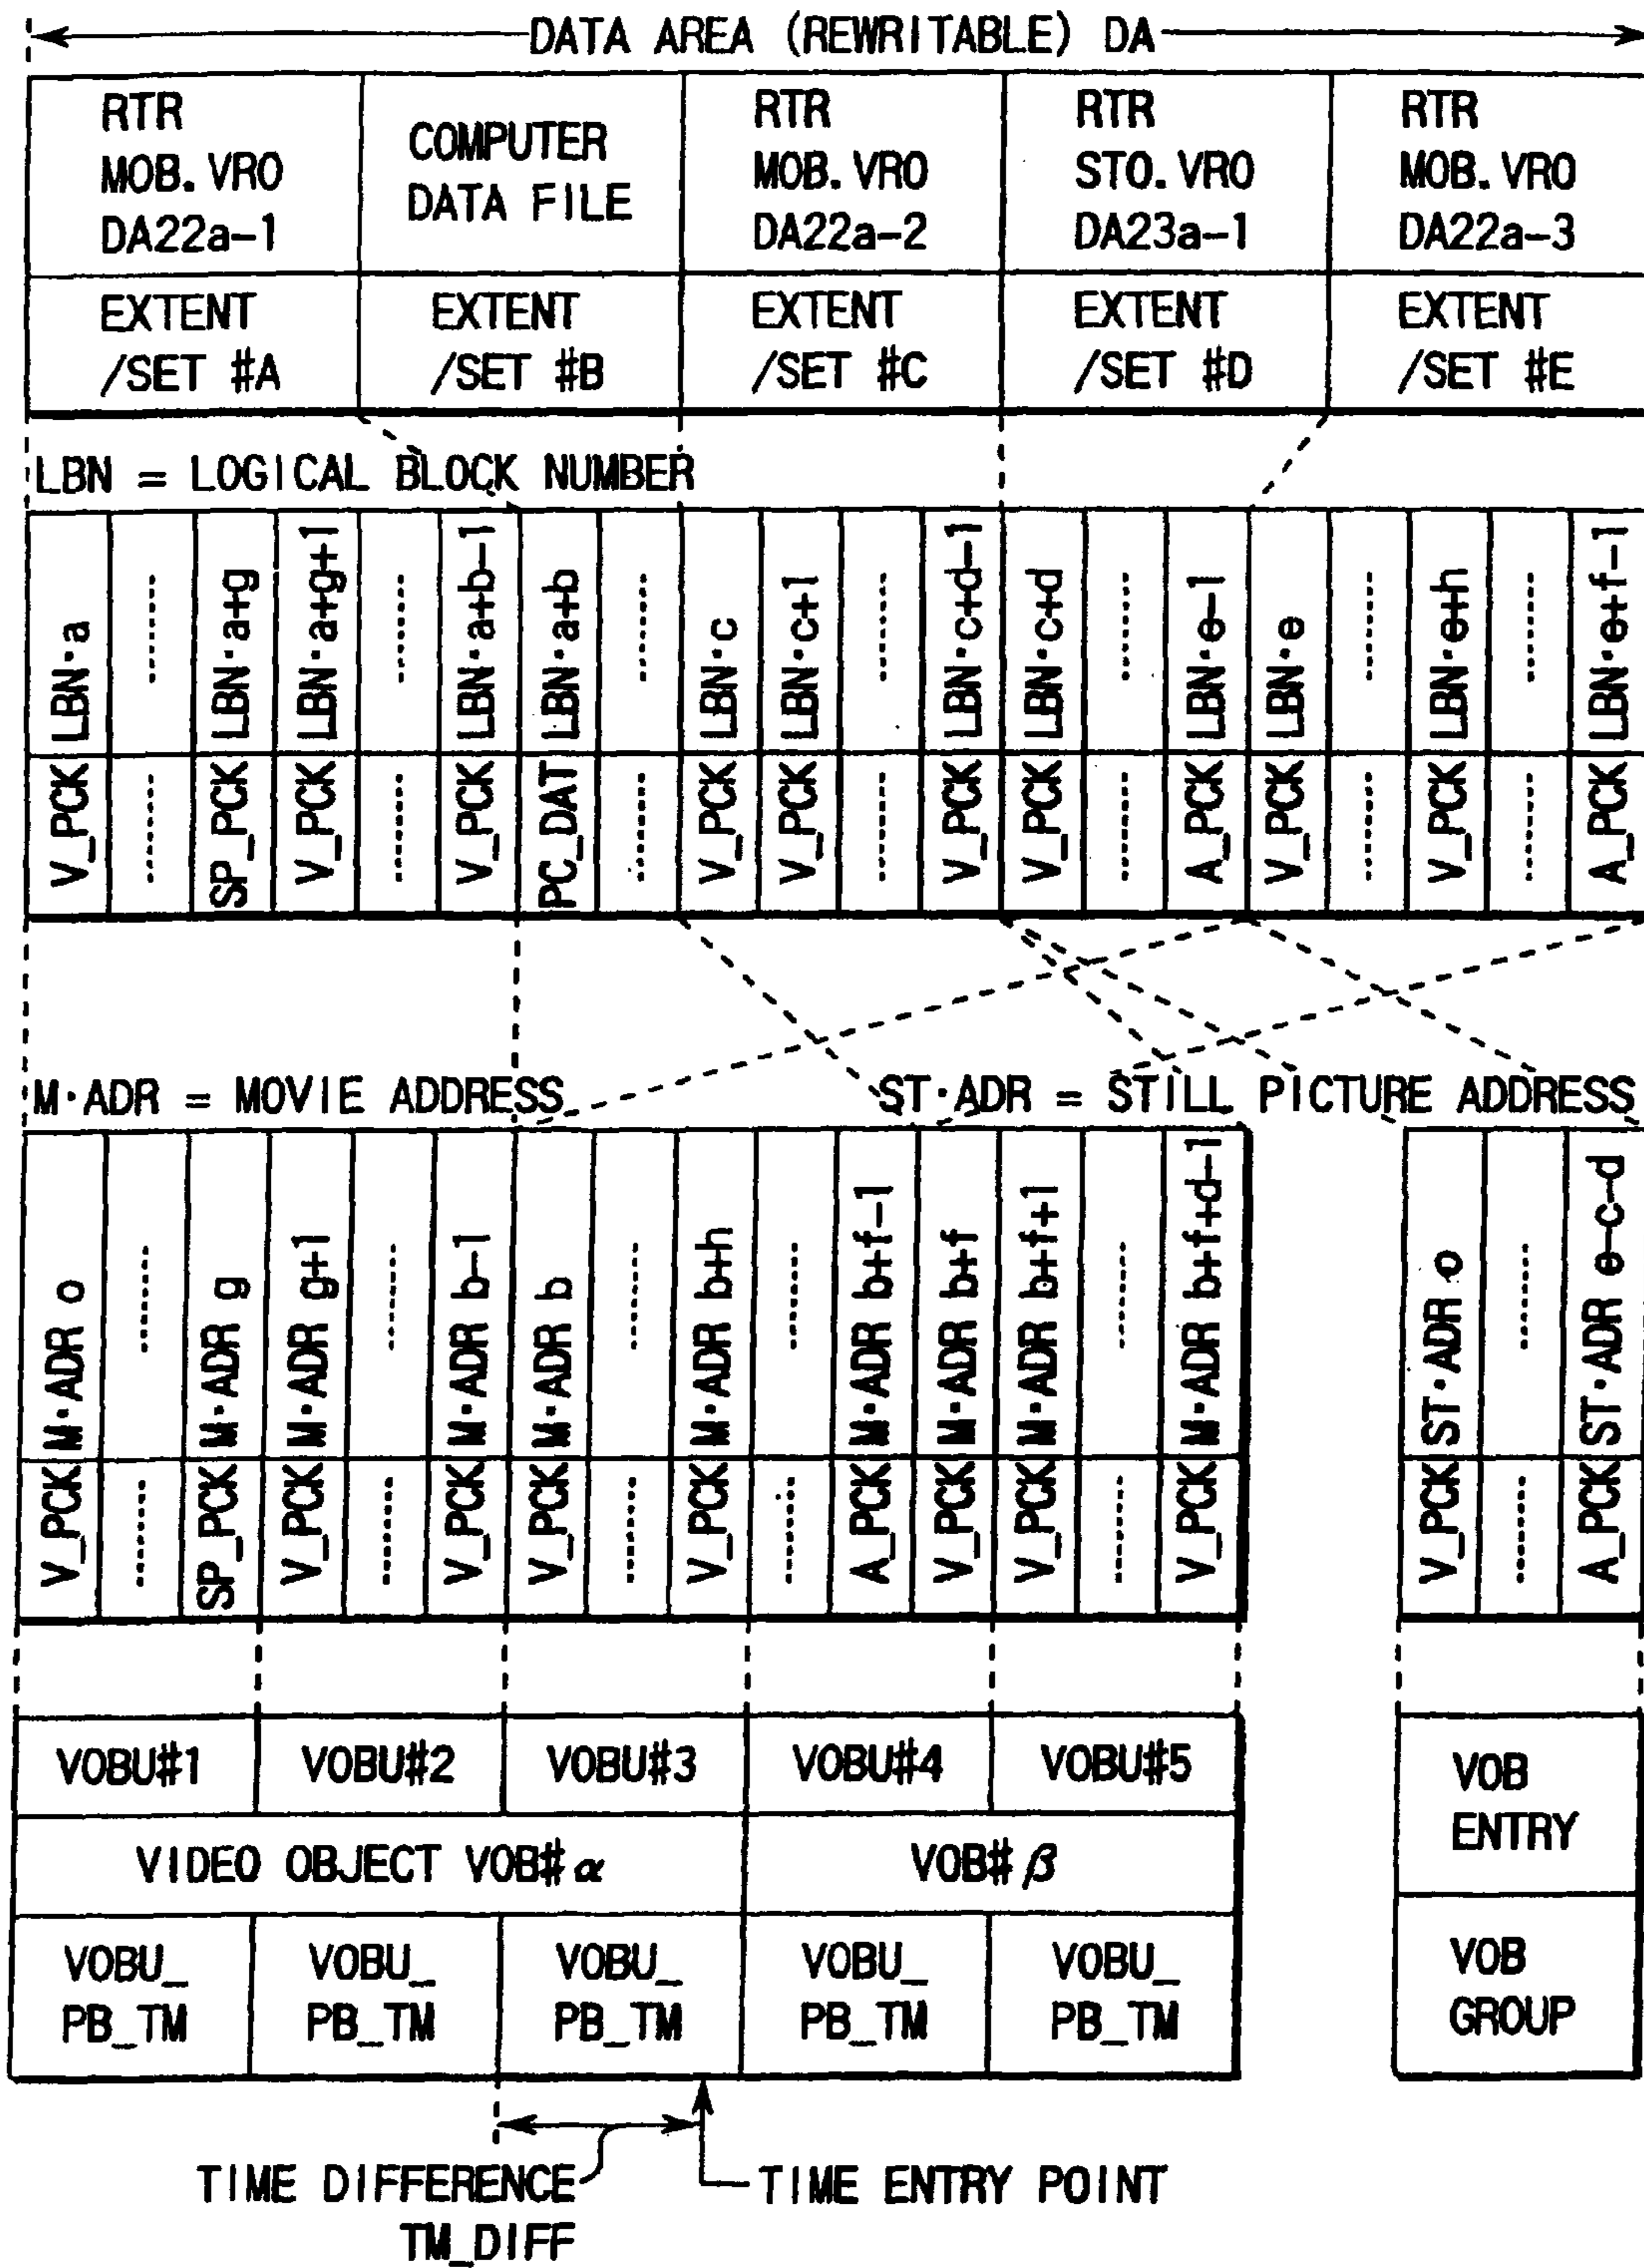 DATA AREA (REWRITABLE) DA
RTR
MOB.VRO
DA22a-1
COMPUTER
DATA FILE
RTR
MOB.VRO
DA22a-2
RTR
STO.VRO
DA23a-1
RTR
MOB.VRO
DA22a-3
EXTENT
/SET #A
EXTENT
/SET #B
EXTENT
/SET #C
EXTENT
/SET #D
EXTENT
/SET #E
LBN = LOGICAL BLOCK NUMBER
V_PCK LBN·a
SP_PCK LBN·a+g
V_PCK LBN·a+g+1
V_PCK LBN·a+b-1
PC_DAT LBN·a+b
V_PCK LBN·c
V_PCK LBN·c+1
V_PCK LBN·c+d-1
V_PCK LBN·c+d
A_PCK LBN·e-1
V_PCK LBN·e
V_PCK LBN·e+h
A_PCK LBN·e+f-1
M·ADR = MOVIE ADDRESS
ST·ADR = STILL PICTURE ADDRESS
V_PCK M·ADR o
SP_PCK M·ADR g
V_PCK M·ADR g+1
V_PCK M·ADR b-1
V_PCK M·ADR b
V_PCK M·ADR b+h
A_PCK M·ADR b+f-1
V_PCK M·ADR b+f
V_PCK M·ADR b+f+1
V_PCK M·ADR b+f+d-1
V_PCK ST·ADR o
A_PCK ST·ADR e-c-d
VOBU#1
VOBU#2
VOBU#3
VOBU#4
VOBU#5
VIDEO OBJECT VOB#α
VOB#β
VOB
ENTRY
VOBU_
PB_TM
VOBU_
PB_TM
VOBU_
PB_TM
VOBU_
PB_TM
VOBU_
PB_TM
VOB
GROUP
TIME DIFFERENCE
TM_DIFF
TIME ENTRY POINT